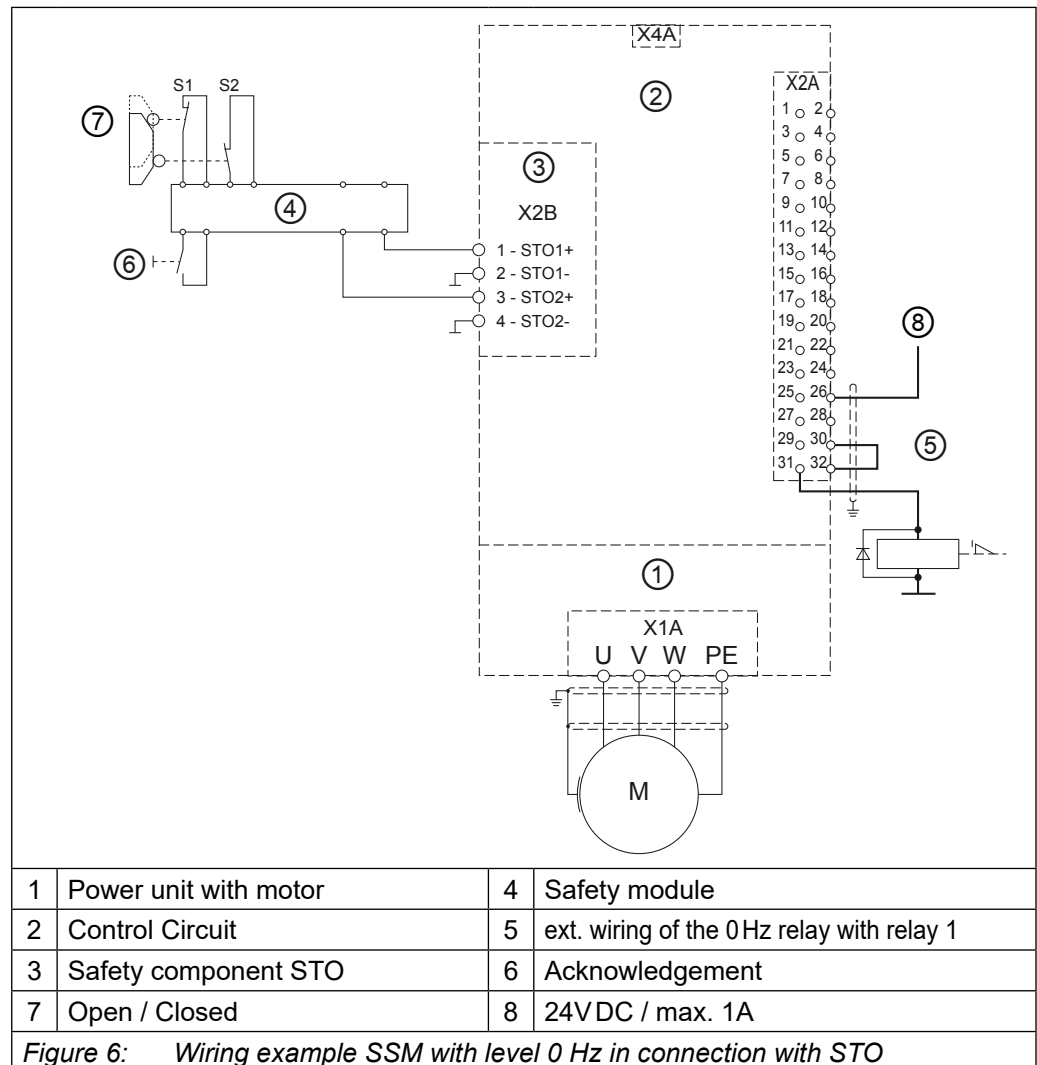 X4A
S1 S2
X2A
②
⑦
1 2
3 4
③
5 6
7 8
④
X2B
9 10
11 12
1 - STO1+
13 14
⑥
2 - STO1-
15 16
3 - STO2+
17 18
4 - STO2-
19 20
⑧
21 22
23 24
25 26
27 28
29 30
⑤
31 32
①
X1A
U V W PE
M
1 Power unit with motor 4 Safety module
2 Control Circuit 5 ext. wiring of the 0 Hz relay with relay 1
3 Safety component STO 6 Acknowledgement
7 Open / Closed 8 24V DC / max. 1A
Figure 6: Wiring example SSM with level 0 Hz in connection with STO